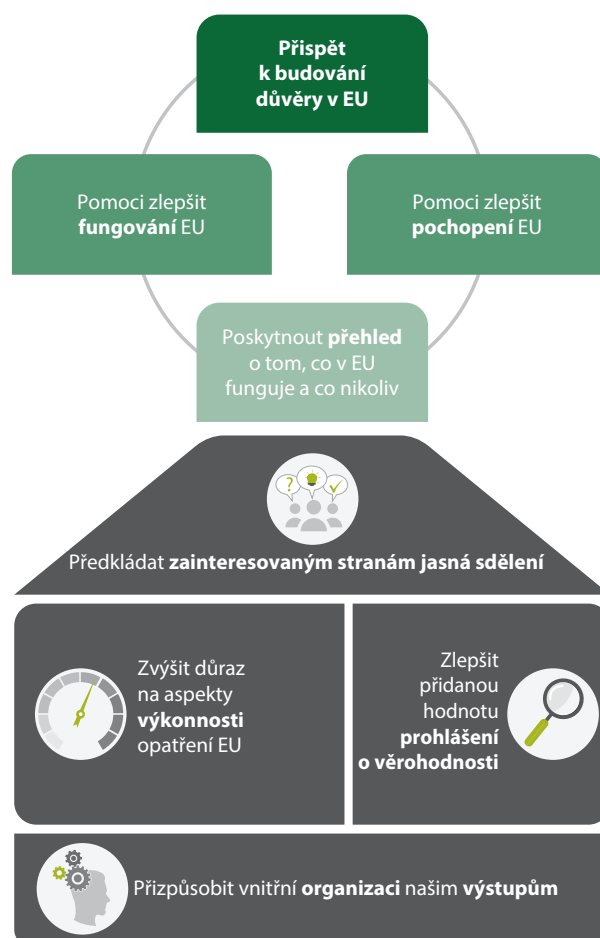 Přispět
k budování
důvěry v EU
Pomoci zlepšit
fungování EU
Pomoci zlepšit
pochopení EU
Poskytnout přehled
o tom, co v EU
funguje a co nikoliv
?
Předkládat zainteresovaným stranám jasná sdělení
Zvýšit důraz
na aspekty
výkonnosti
opatření EU
Zlepšit
přidanou
hodnotu
prohlášení
o věrohodnosti
Přizpůsobit vnitřní organizaci našim výstupům